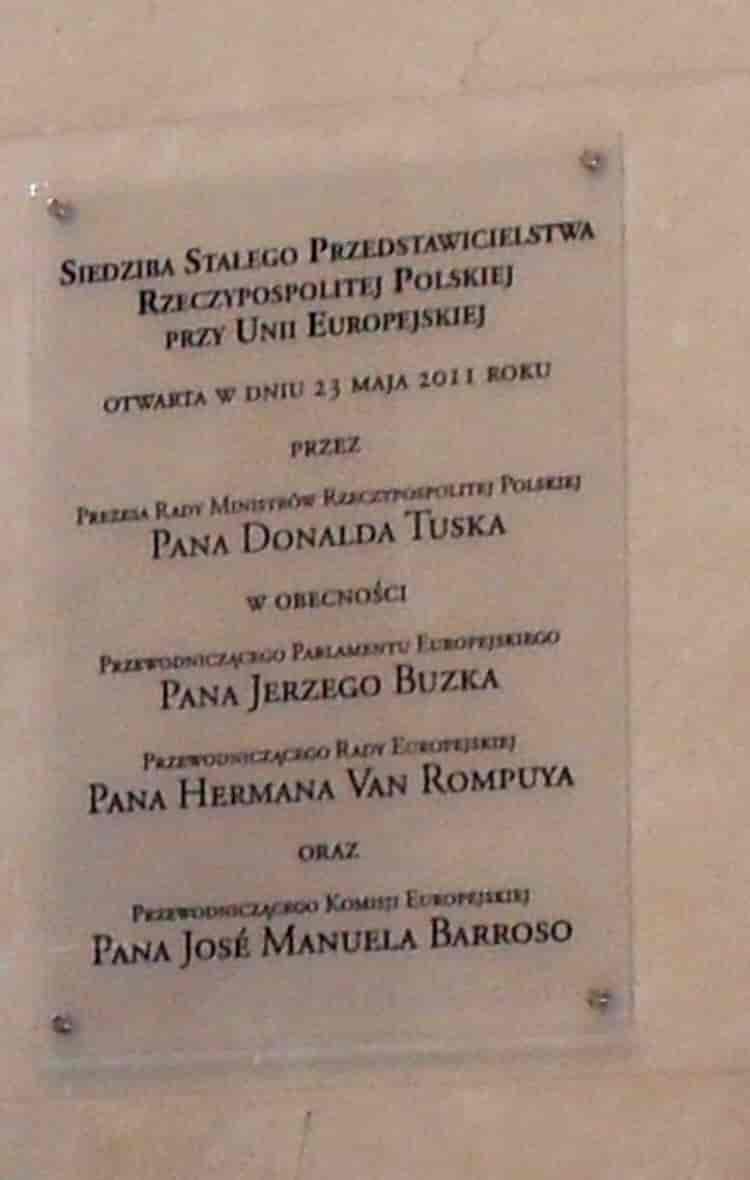 Siedziba Stałego Przedstawicielstwa
Rzeczypospolitej Polskiej
przy Unii Europejskiej
otwarta w dniu 23 maja 2011 roku
przez
Prezesa Rady Ministrów Rzeczypospolitej Polskiej
Pana Donalda Tuska
w obecności
Przewodniczącego Parlamentu Europejskiego
Pana Jerzego Buzka
Przewodniczącego Rady Europejskiej
Pana Hermana Van Rompuya
oraz
Przewodniczącego Komisji Europejskiej
Pana José Manuela Barroso